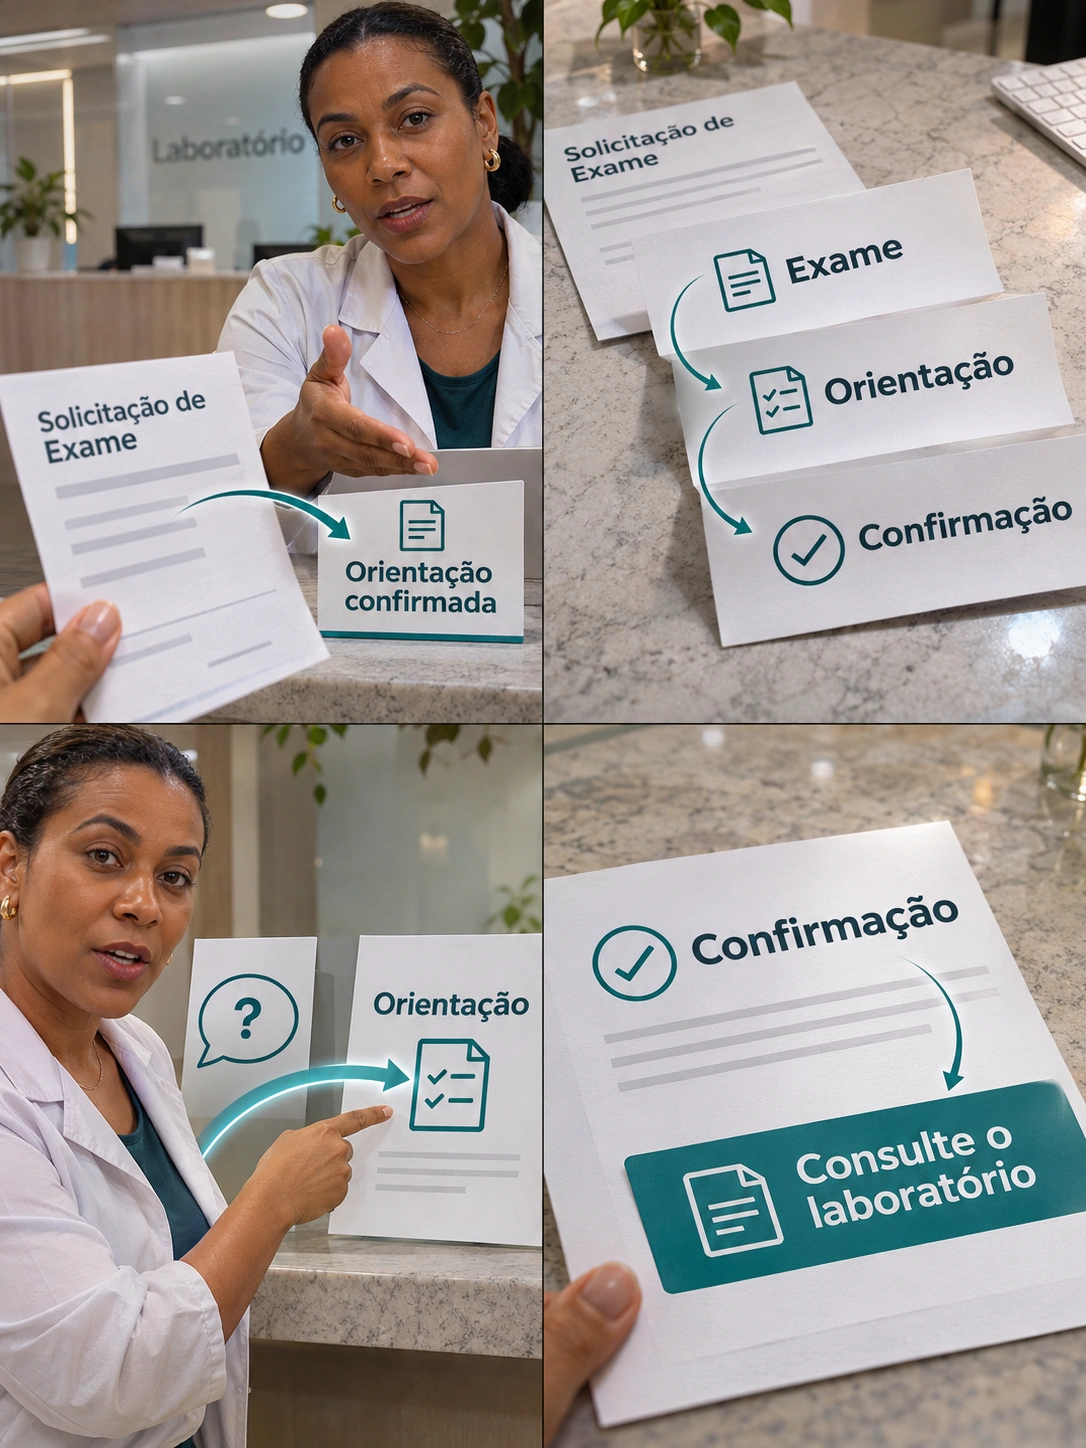 Laboratório
Solicitação de
Exame
Orientação
confirmada
Solicitação de
Exame
Exame
Orientação
Confirmação
?
Orientação
Confirmação
Consulte o
laboratório